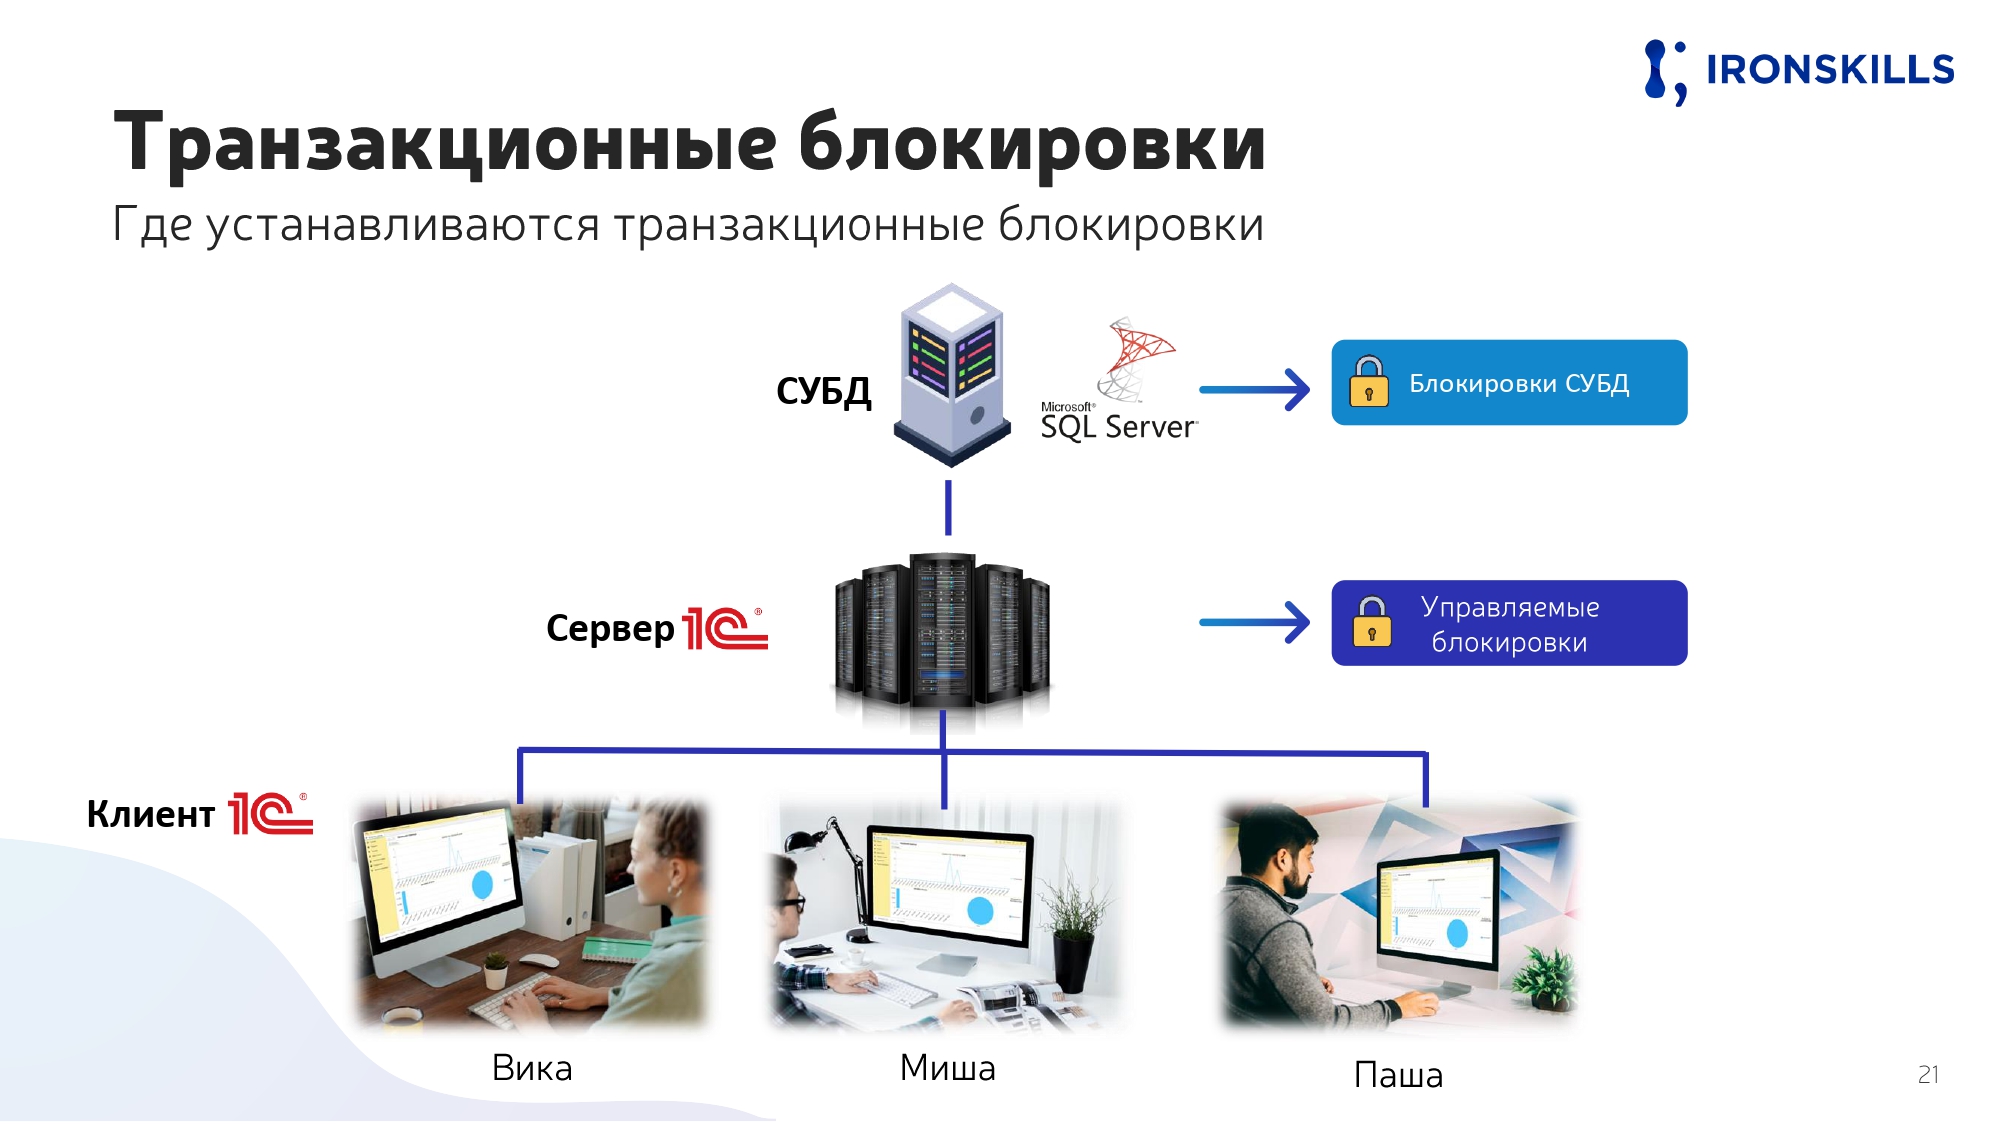 IRONSKILLS
Транзакционные блокировки
Где устанавливаются транзакционные блокировки
СУБД
Microsoft®
SQL Server
Блокировки СУБД
Сервер 1С®
Управляемые
блокировки
Клиент 1С®
Вика
Миша
Паша
21